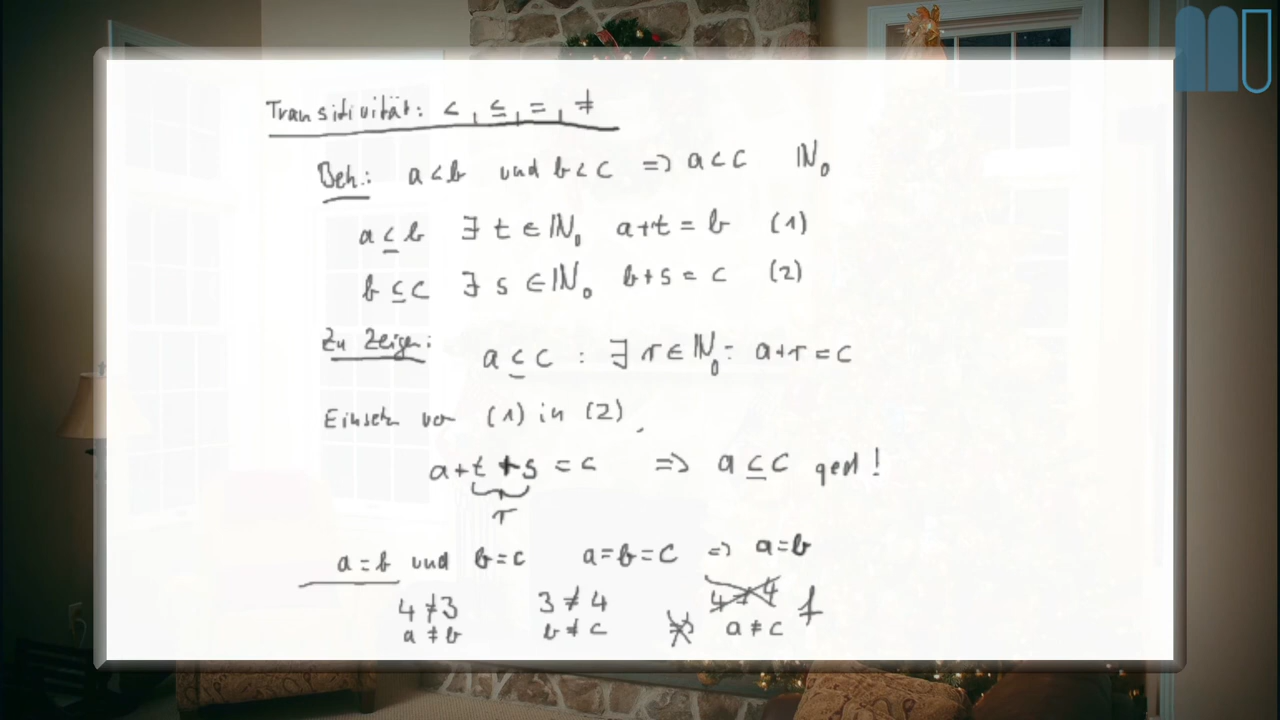 Transitivität: <, ≤, =, ≠
Beh.: a < b und b < c => a < c ℕ₀
a ≤ b ∃ t ∈ ℕ₀ a+t = b (1)
b ≤ c ∃ s ∈ ℕ₀ b+s = c (2)
Zu Zeigen: a ≤ c : ∃ r ∈ ℕ₀: a+r = c
Einsetz von (1) in (2)
a+t+s = c => a ≤ c qed!
r
a = b und b = c a=b=c => a=b
4 ≠ 3 3 ≠ 4 4 ≠ 4
a ≠ b b ≠ c ⇏ a ≠ c